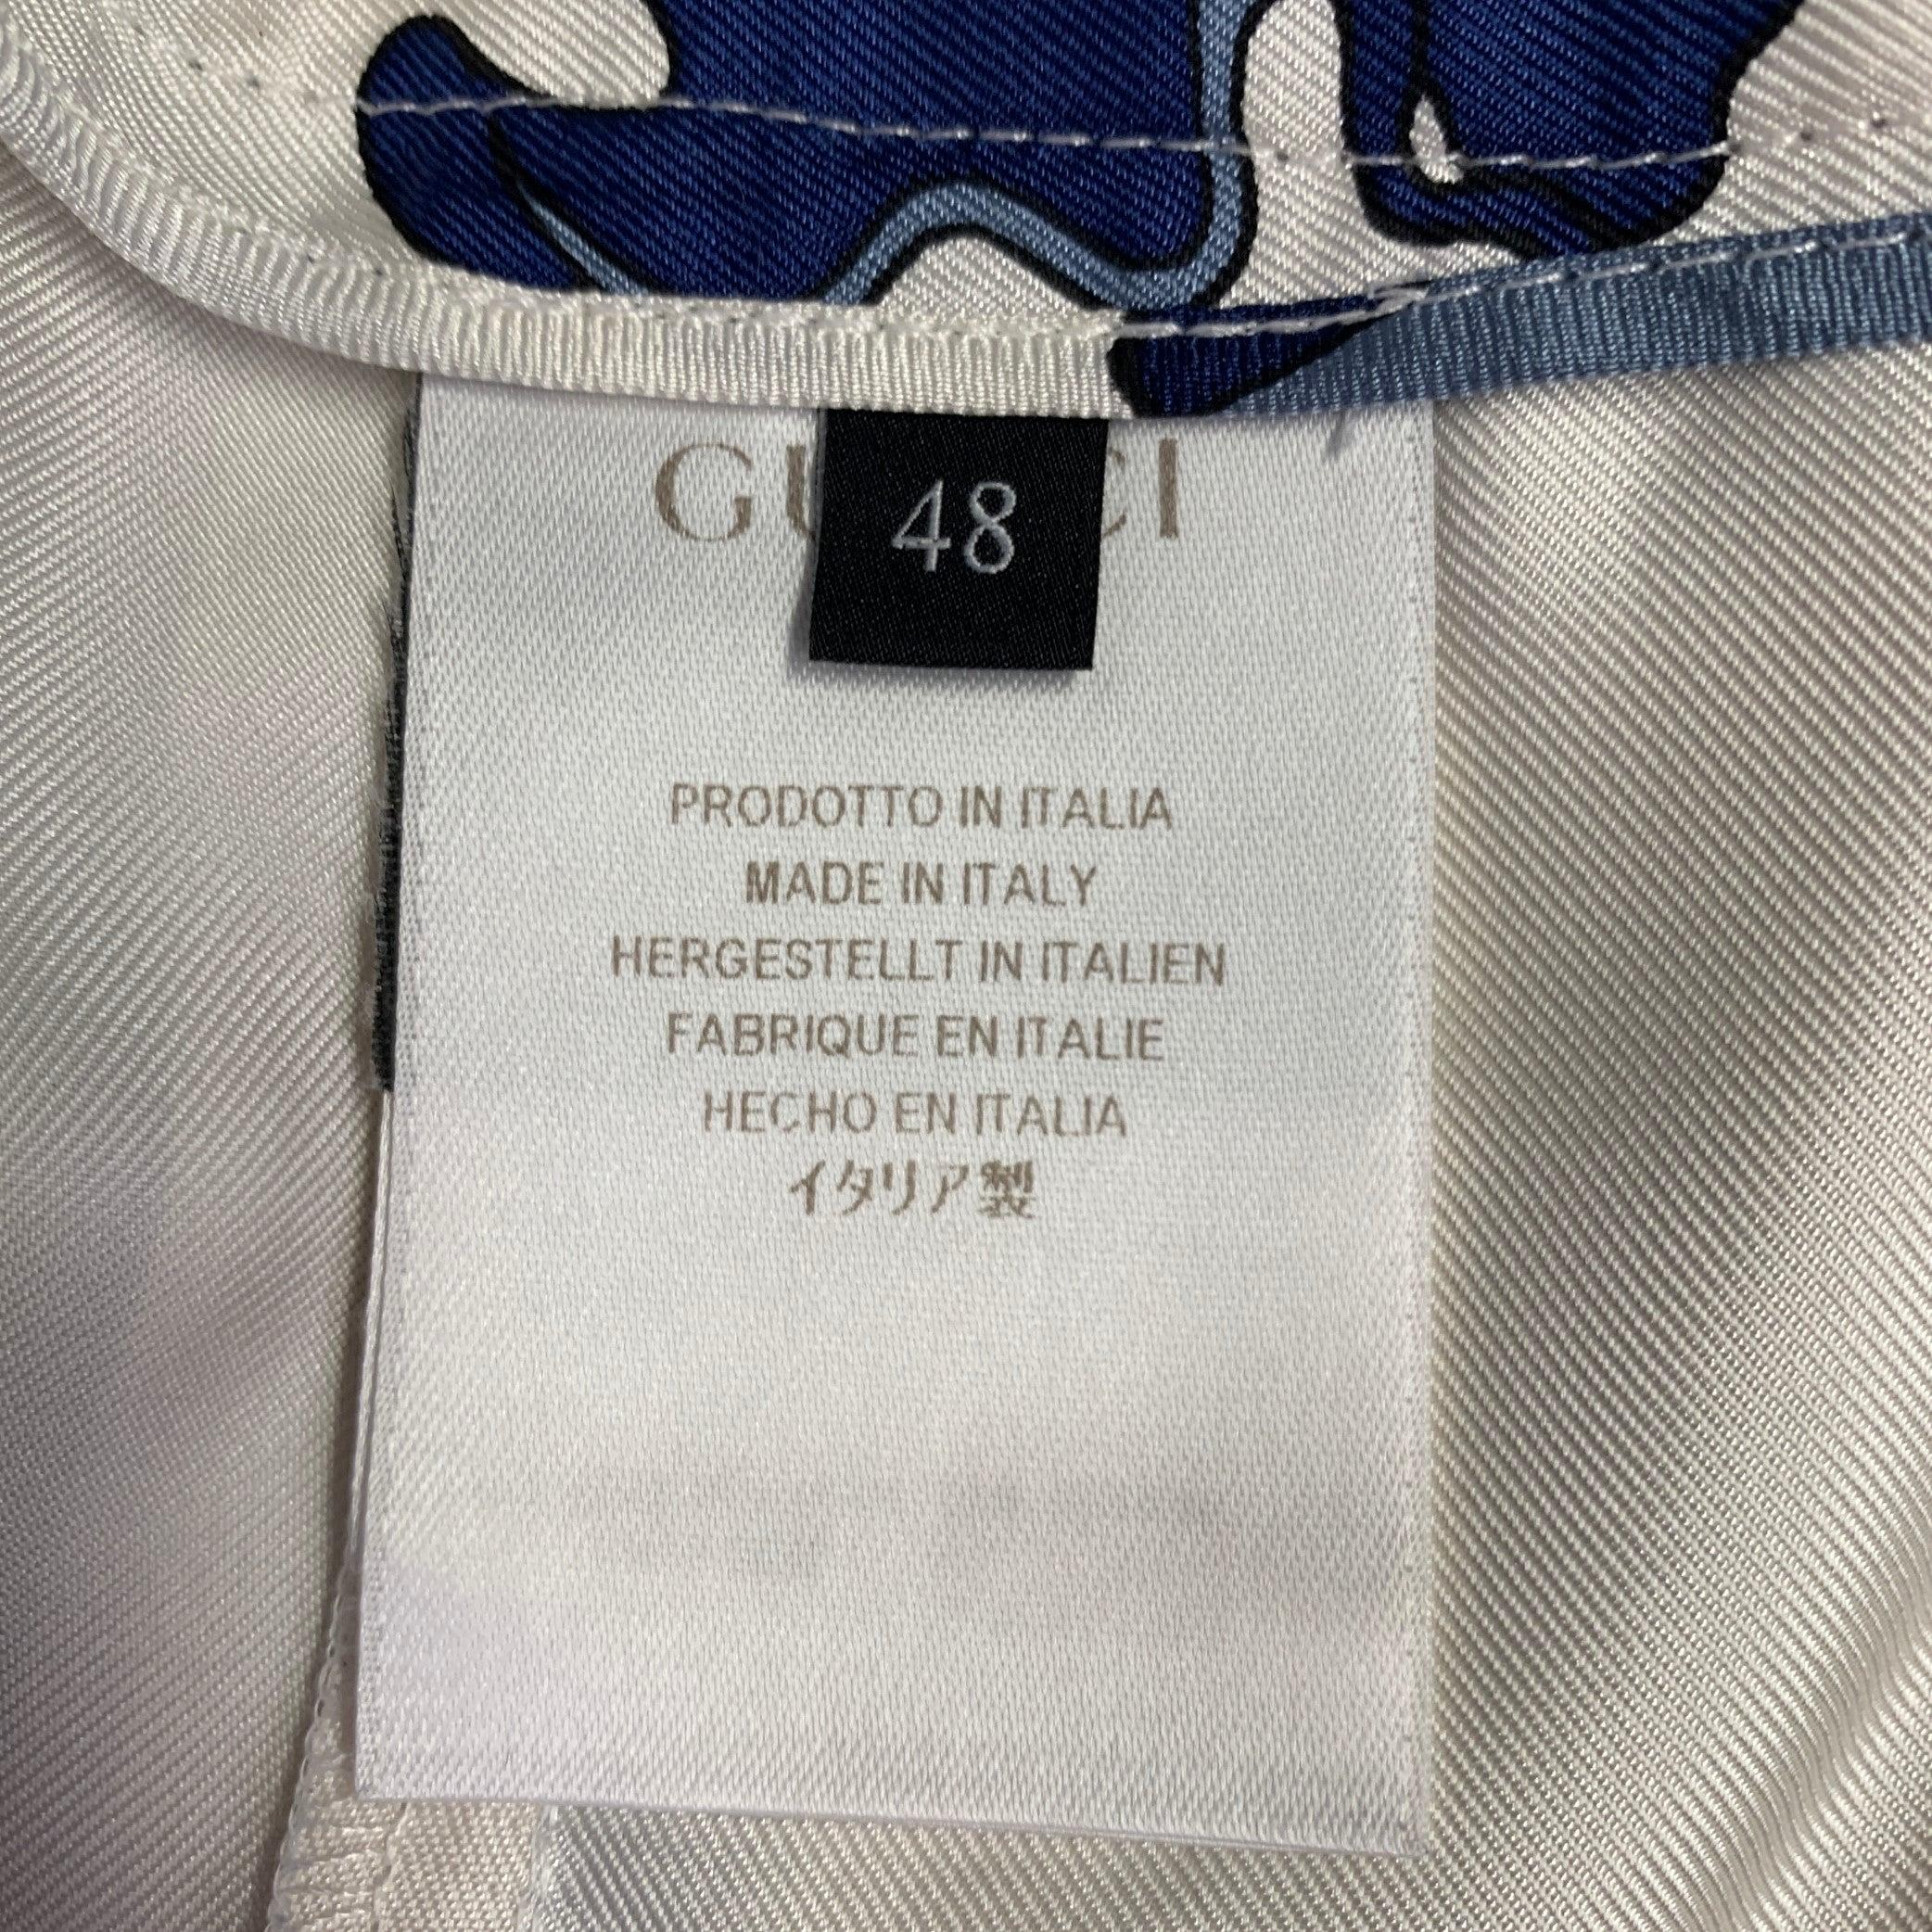 GUCCI
48
PRODOTTO IN ITALIA
MADE IN ITALY
HERGESTELLT IN ITALIEN
FABRIQUE EN ITALIE
HECHO EN ITALIA
イタリア製